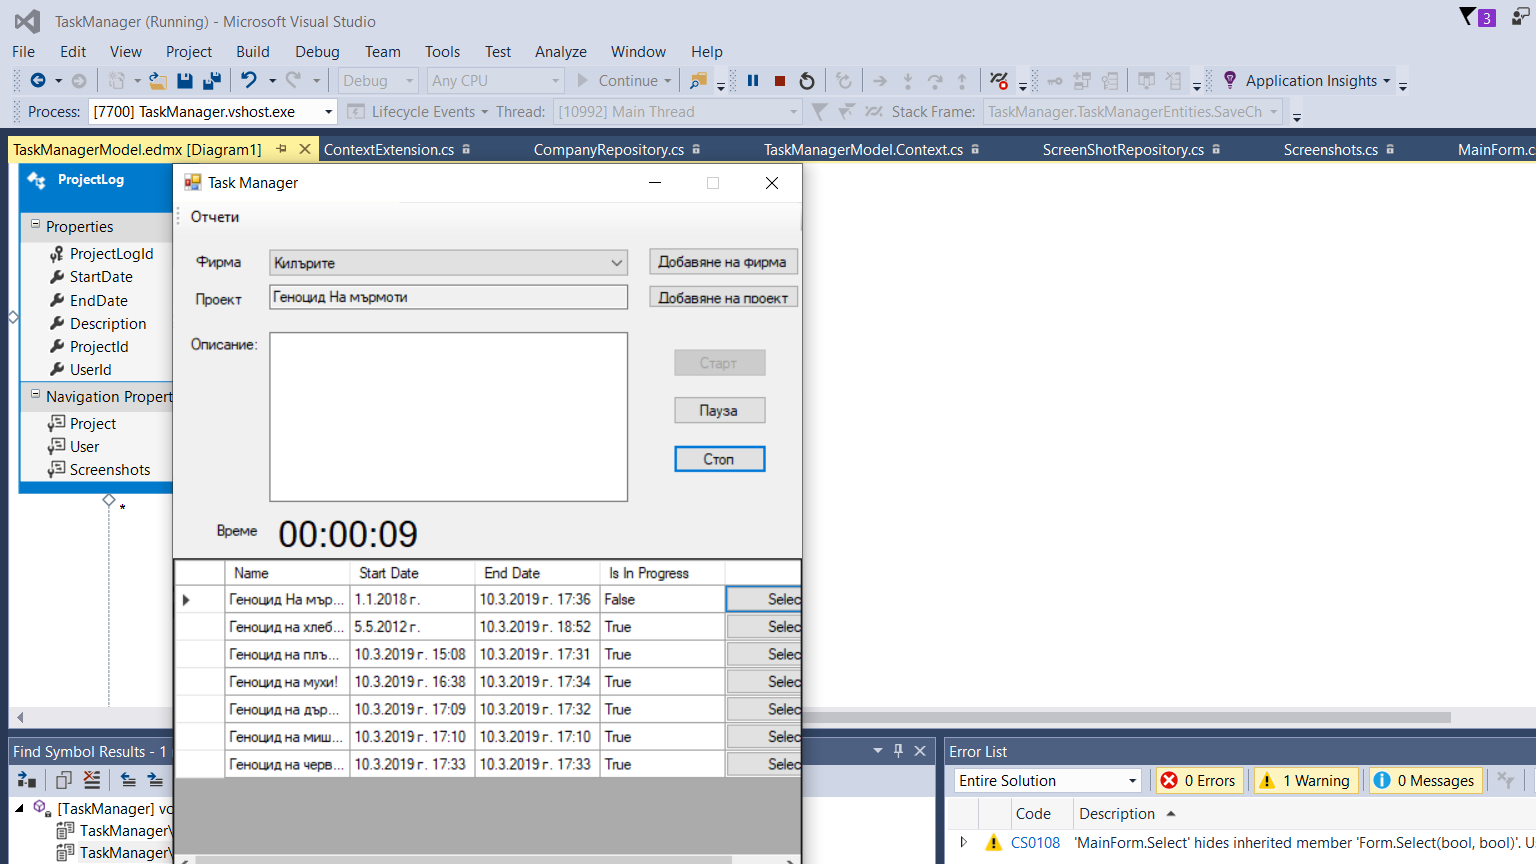 TaskManager (Running) - Microsoft Visual Studio
3
File Edit View Project Build Debug Team Tools Test Analyze Window Help
Debug Any CPU Continue Application Insights
Process: [7700] TaskManager.vshost.exe Lifecycle Events Thread: [10992] Main Thread Stack Frame: TaskManager.TaskManagerEntities.SaveCh
TaskManagerModel.edmx [Diagram1] ContextExtension.cs CompanyRepository.cs TaskManagerModel.Context.cs ScreenShotRepository.cs Screenshots.cs MainForm.c
ProjectLog
Properties
ProjectLogId
StartDate
EndDate
Description
ProjectId
UserId
Navigation Propert
Project
User
Screenshots
*
Task Manager
Отчети
Фирма Килърите Добавяне на фирма
Проект Геноцид На мърмоти Добавяне на проект
Описание:
Старт
Пауза
Стоп
Време 00:00:09
Name Start Date End Date Is In Progress
Геноцид На мър... 1.1.2018 г. 10.3.2019 г. 17:36 False Selec
Геноцид на хлеб... 5.5.2012 г. 10.3.2019 г. 18:52 True Selec
Геноцид на плъ... 10.3.2019 г. 15:08 10.3.2019 г. 17:31 True Selec
Геноцид на мухи! 10.3.2019 г. 16:38 10.3.2019 г. 17:34 True Selec
Геноцид на дър... 10.3.2019 г. 17:09 10.3.2019 г. 17:32 True Selec
Геноцид на миш... 10.3.2019 г. 17:10 10.3.2019 г. 17:10 True Selec
Геноцид на черв... 10.3.2019 г. 17:33 10.3.2019 г. 17:33 True Selec
Find Symbol Results - 1
[TaskManager] vo
TaskManager\
TaskManager\
Error List
Entire Solution 0 Errors 1 Warning 0 Messages
Code Description
CS0108 'MainForm.Select' hides inherited member 'Form.Select(bool, bool)'. U